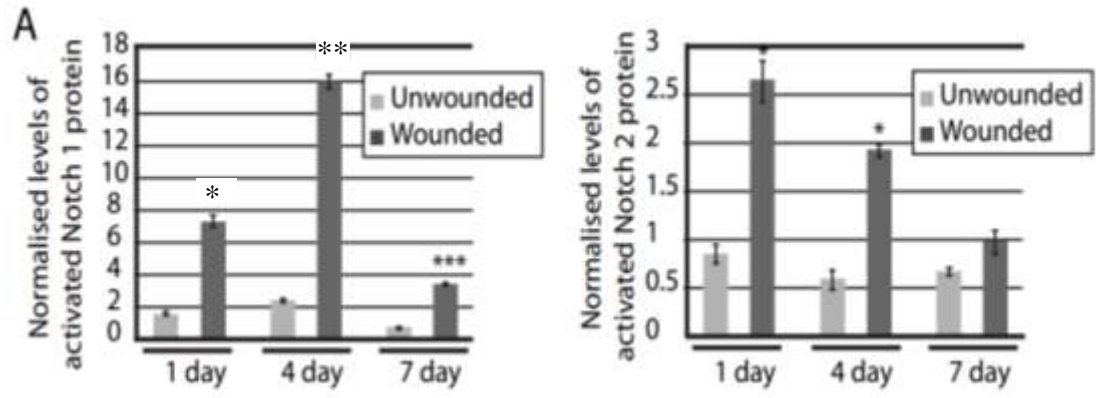 A
Normalised levels of
activated Notch 1 protein
18
16
14
12
10
8
6
4
2
0
*
**
***
Unwounded
Wounded
1 day
4 day
7 day
Normalised levels of
activated Notch 2 protein
3
2.5
2
1.5
1
0.5
0
*
*
Unwounded
Wounded
1 day
4 day
7 day